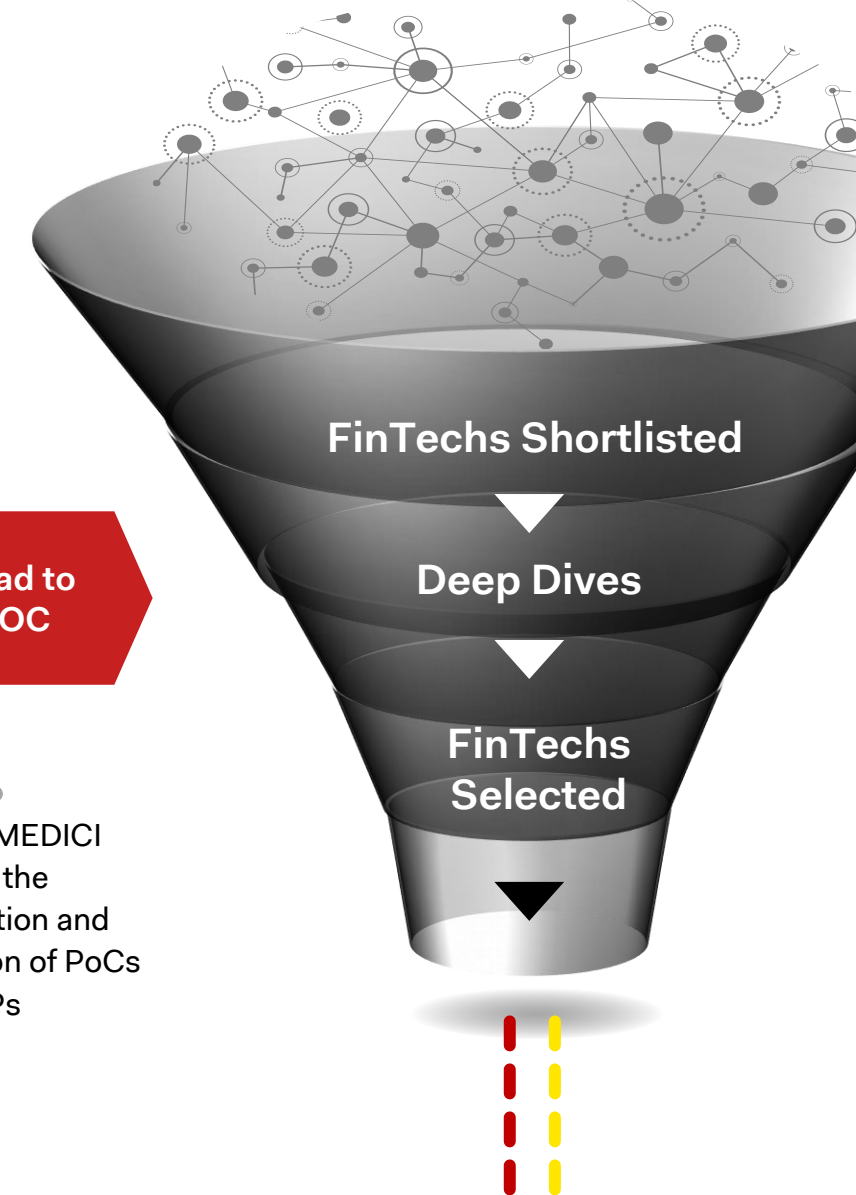 FinTechs Shortlisted
Deep Dives
FinTechs
Selected
ad to
OC
MEDICI
the
tion and
on of PoCs
Ps